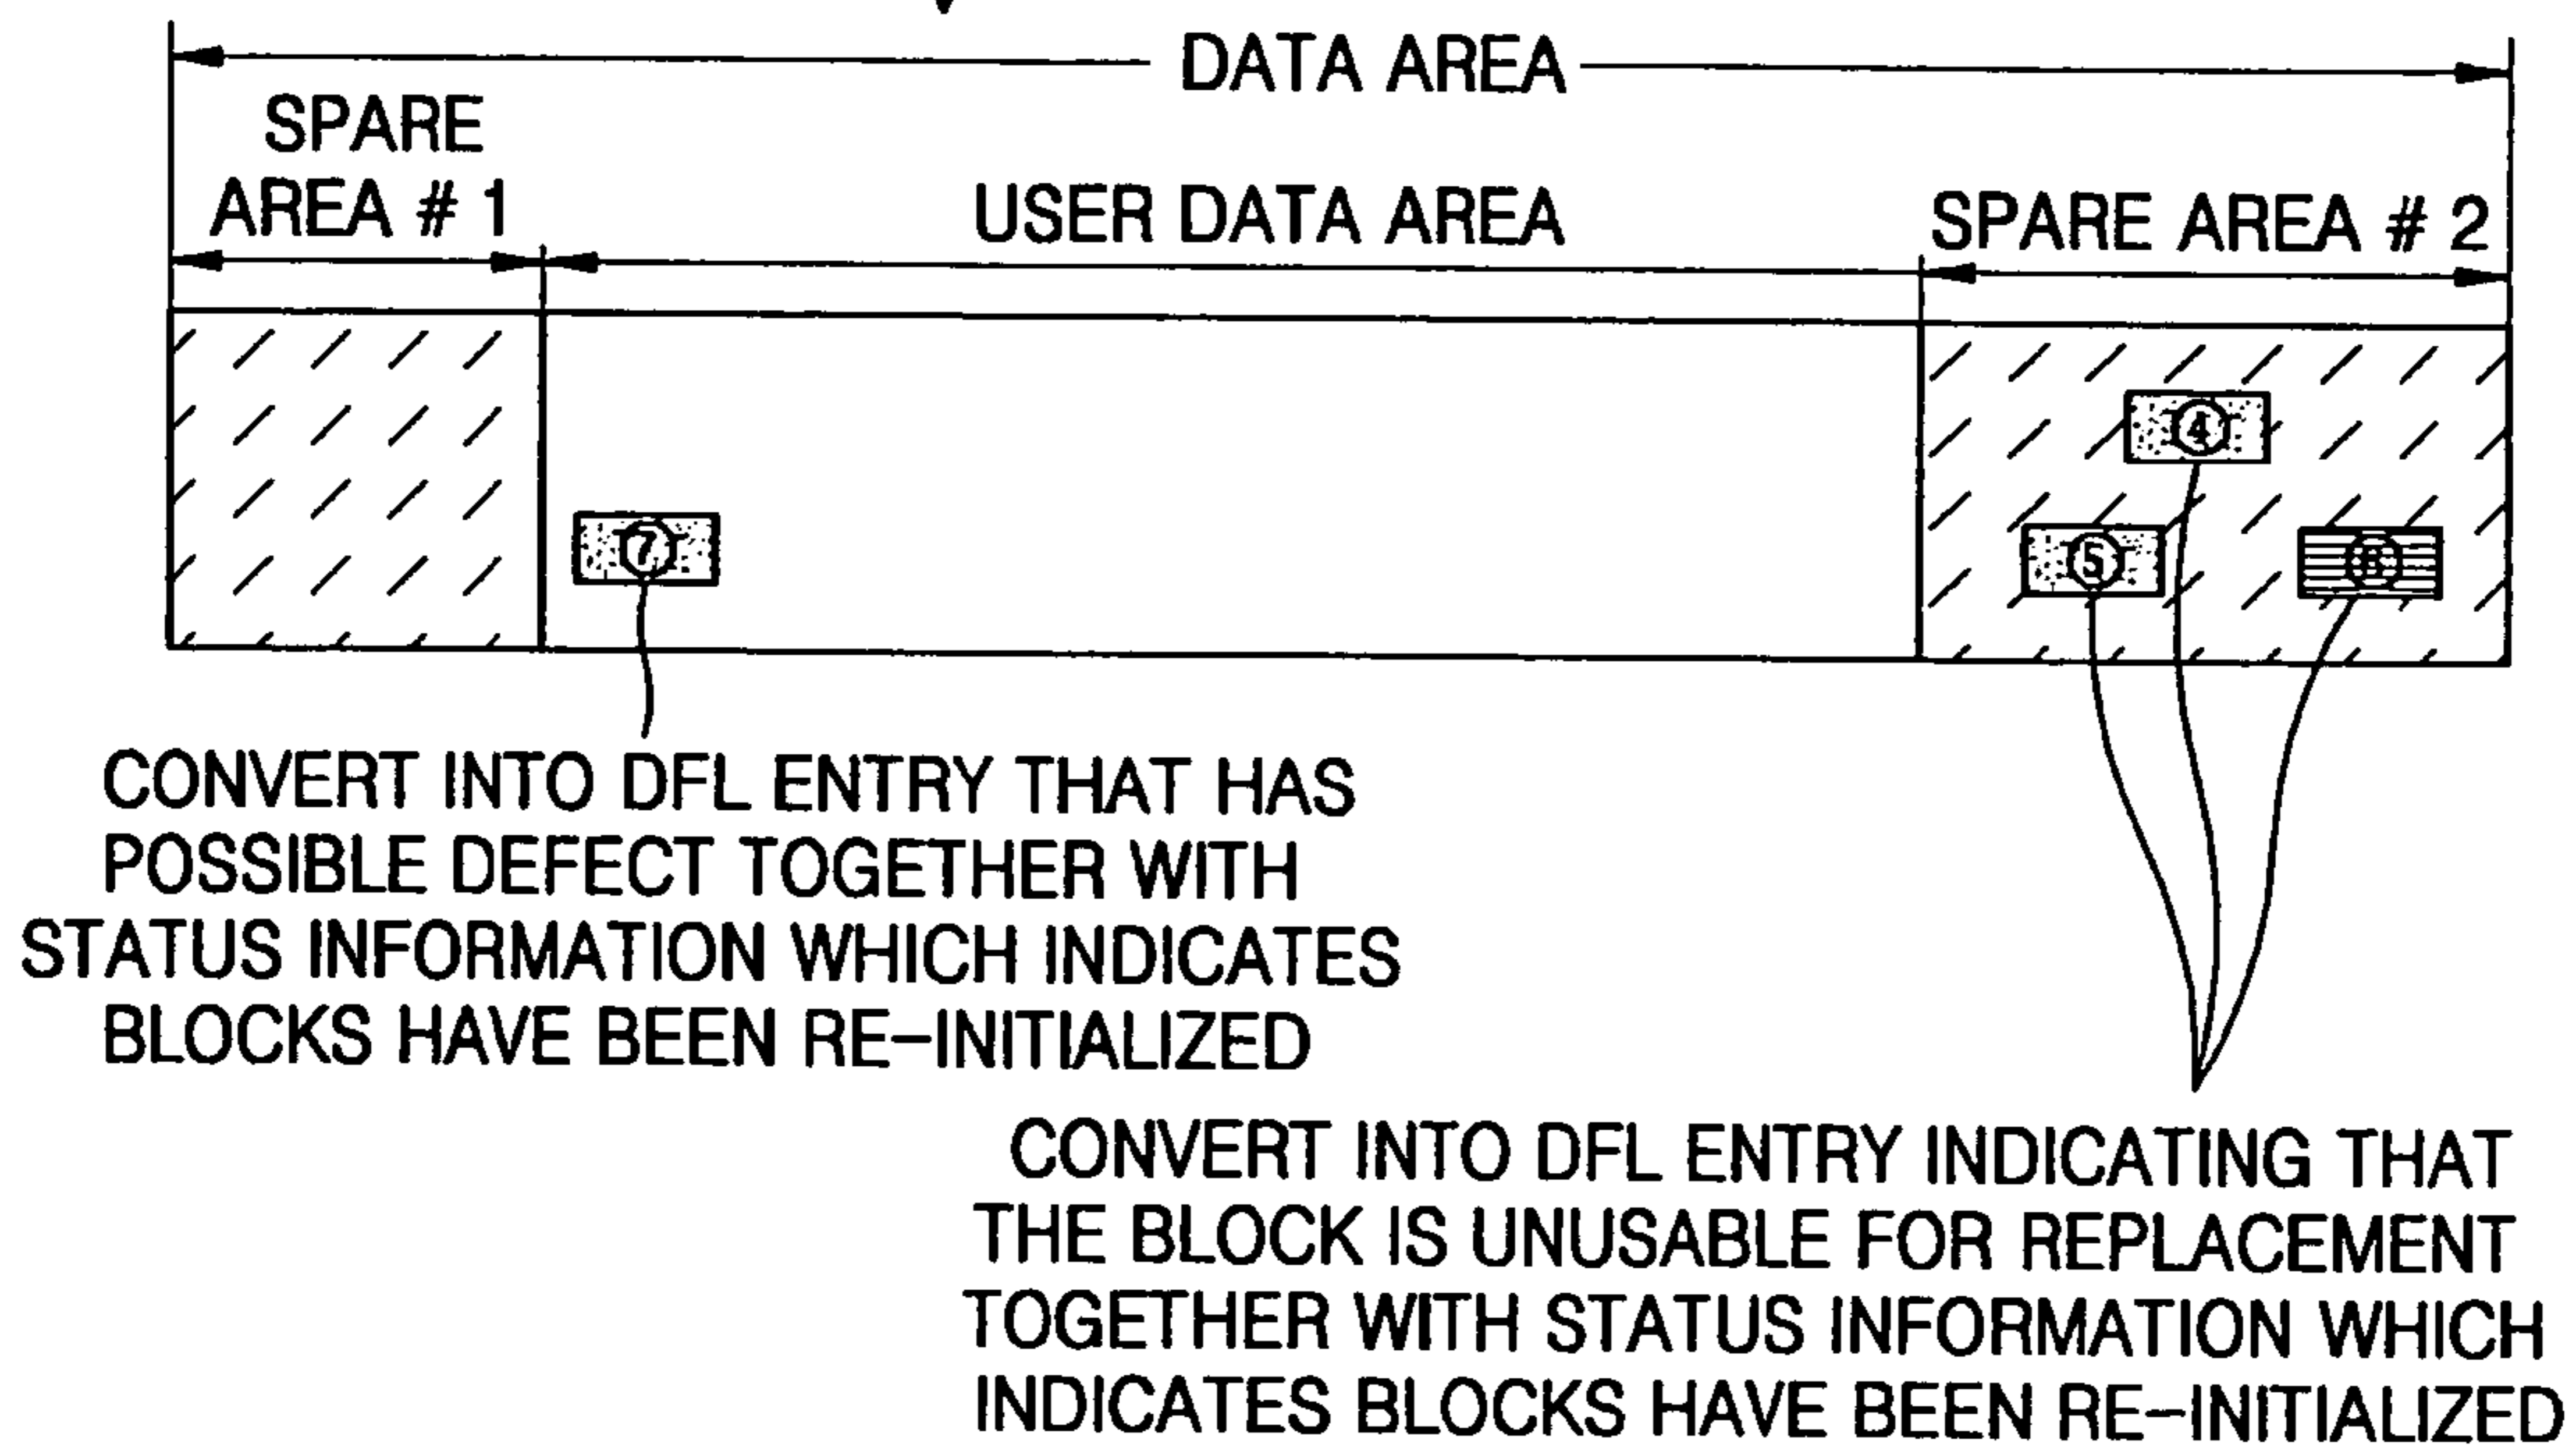 DATA AREA
SPARE
AREA # 1
USER DATA AREA
SPARE AREA # 2
④
⑦
⑤
CONVERT INTO DFL ENTRY THAT HAS
POSSIBLE DEFECT TOGETHER WITH
STATUS INFORMATION WHICH INDICATES
BLOCKS HAVE BEEN RE-INITIALIZED
CONVERT INTO DFL ENTRY INDICATING THAT
THE BLOCK IS UNUSABLE FOR REPLACEMENT
TOGETHER WITH STATUS INFORMATION WHICH
INDICATES BLOCKS HAVE BEEN RE-INITIALIZED